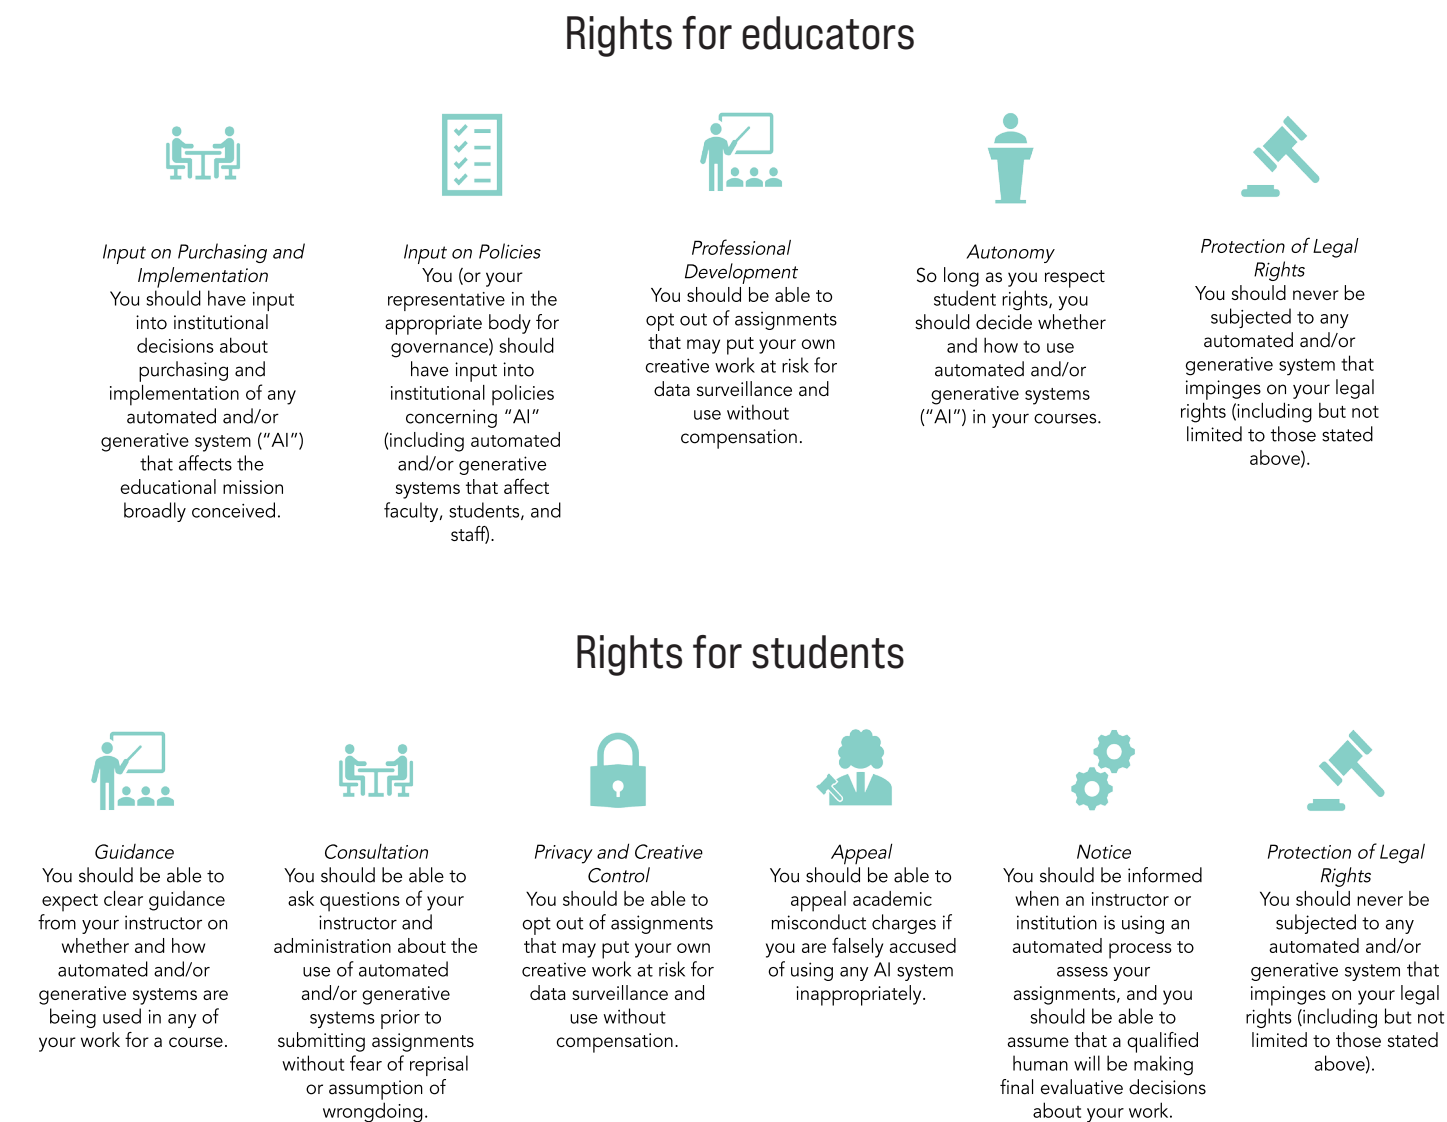 Rights for educators
Input on Purchasing and
Implementation
You should have input
into institutional
decisions about
purchasing and
implementation of any
automated and/or
generative system (“AI”)
that affects the
educational mission
broadly conceived.
Input on Policies
You (or your
representative in the
appropriate body for
governance) should
have input into
institutional policies
concerning “AI”
(including automated
and/or generative
systems that affect
faculty, students, and
staff).
Professional
Development
You should be able to
opt out of assignments
that may put your own
creative work at risk for
data surveillance and
use without
compensation.
Autonomy
So long as you respect
student rights, you
should decide whether
and how to use
automated and/or
generative systems
(“AI”) in your courses.
Protection of Legal
Rights
You should never be
subjected to any
automated and/or
generative system that
impinges on your legal
rights (including but not
limited to those stated
above).
Rights for students
Guidance
You should be able to
expect clear guidance
from your instructor on
whether and how
automated and/or
generative systems are
being used in any of
your work for a course.
Consultation
You should be able to
ask questions of your
instructor and
administration about the
use of automated
and/or generative
systems prior to
submitting assignments
without fear of reprisal
or assumption of
wrongdoing.
Privacy and Creative
Control
You should be able to
opt out of assignments
that may put your own
creative work at risk for
data surveillance and
use without
compensation.
Appeal
You should be able to
appeal academic
misconduct charges if
you are falsely accused
of using any AI system
inappropriately.
Notice
You should be informed
when an instructor or
institution is using an
automated process to
assess your
assignments, and you
should be able to
assume that a qualified
human will be making
final evaluative decisions
about your work.
Protection of Legal
Rights
You should never be
subjected to any
automated and/or
generative system that
impinges on your legal
rights (including but not
limited to those stated
above).